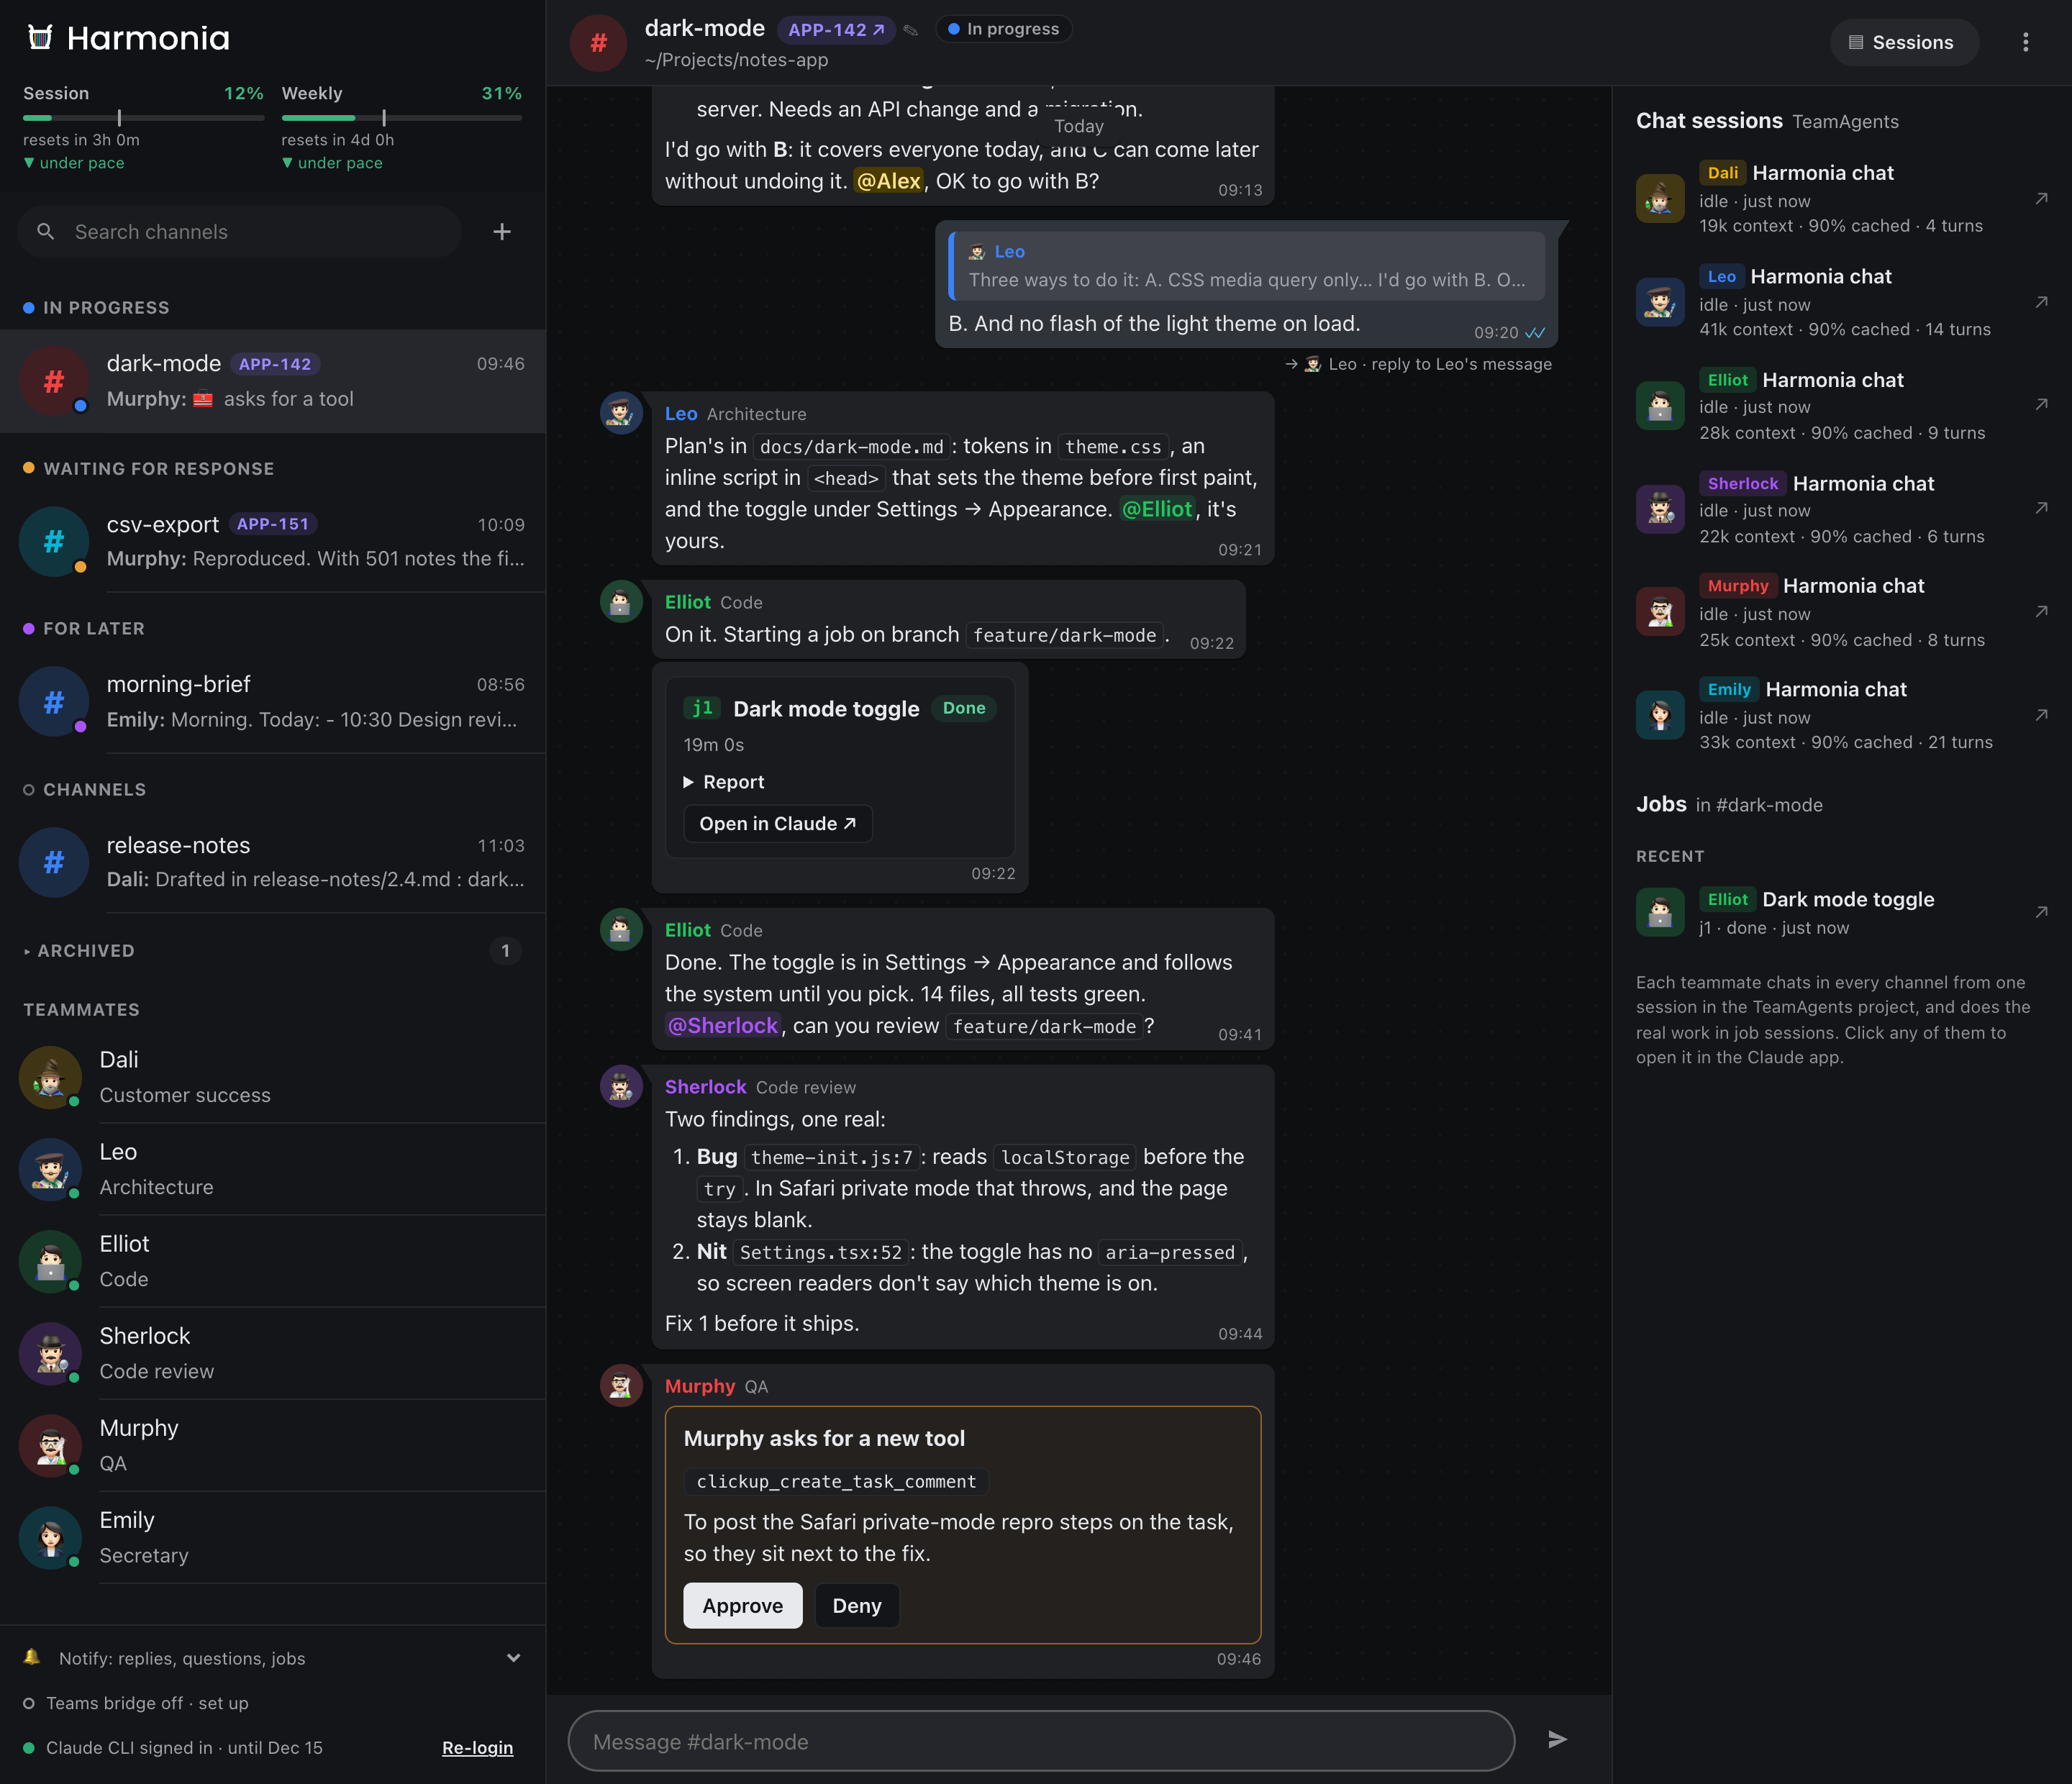 Harmonia
Session 12%
resets in 3h 0m
▼ under pace
Weekly 31%
resets in 4d 0h
▼ under pace
Search channels
+
IN PROGRESS
# dark-mode APP-142 09:46
Murphy: 🧰 asks for a tool
WAITING FOR RESPONSE
# csv-export APP-151 10:09
Murphy: Reproduced. With 501 notes the fi...
FOR LATER
# morning-brief 08:56
Emily: Morning. Today: - 10:30 Design revi...
CHANNELS
# release-notes 11:03
Dali: Drafted in release-notes/2.4.md : dark...
▸ ARCHIVED 1
TEAMMATES
Dali
Customer success
Leo
Architecture
Elliot
Code
Sherlock
Code review
Murphy
QA
Emily
Secretary
🔔 Notify: replies, questions, jobs
Teams bridge off · set up
Claude CLI signed in · until Dec 15 Re-login
# dark-mode APP-142 ↗ ✎ In progress
~/Projects/notes-app
▤ Sessions
server. Needs an API change and a migration.
Today
I'd go with B: it covers everyone today, and C can come later
without undoing it. @Alex, OK to go with B? 09:13
Leo
Three ways to do it: A. CSS media query only... I'd go with B. O...
B. And no flash of the light theme on load. 09:20
→ Leo · reply to Leo's message
Leo Architecture
Plan's in docs/dark-mode.md: tokens in theme.css, an
inline script in <head> that sets the theme before first paint,
and the toggle under Settings → Appearance. @Elliot, it's
yours. 09:21
Elliot Code
On it. Starting a job on branch feature/dark-mode. 09:22
j1 Dark mode toggle Done
19m 0s
▶ Report
Open in Claude ↗
09:22
Elliot Code
Done. The toggle is in Settings → Appearance and follows
the system until you pick. 14 files, all tests green.
@Sherlock, can you review feature/dark-mode? 09:41
Sherlock Code review
Two findings, one real:
1. Bug theme-init.js:7: reads localStorage before the
try. In Safari private mode that throws, and the page
stays blank.
2. Nit Settings.tsx:52: the toggle has no aria-pressed,
so screen readers don't say which theme is on.
Fix 1 before it ships. 09:44
Murphy QA
Murphy asks for a new tool
clickup_create_task_comment
To post the Safari private-mode repro steps on the task,
so they sit next to the fix.
Approve Deny
09:46
Message #dark-mode
Chat sessions TeamAgents
Dali Harmonia chat
idle · just now
19k context · 90% cached · 4 turns
Leo Harmonia chat
idle · just now
41k context · 90% cached · 14 turns
Elliot Harmonia chat
idle · just now
28k context · 90% cached · 9 turns
Sherlock Harmonia chat
idle · just now
22k context · 90% cached · 6 turns
Murphy Harmonia chat
idle · just now
25k context · 90% cached · 8 turns
Emily Harmonia chat
idle · just now
33k context · 90% cached · 21 turns
Jobs in #dark-mode
RECENT
Elliot Dark mode toggle
j1 · done · just now
Each teammate chats in every channel from one
session in the TeamAgents project, and does the
real work in job sessions. Click any of them to
open it in the Claude app.